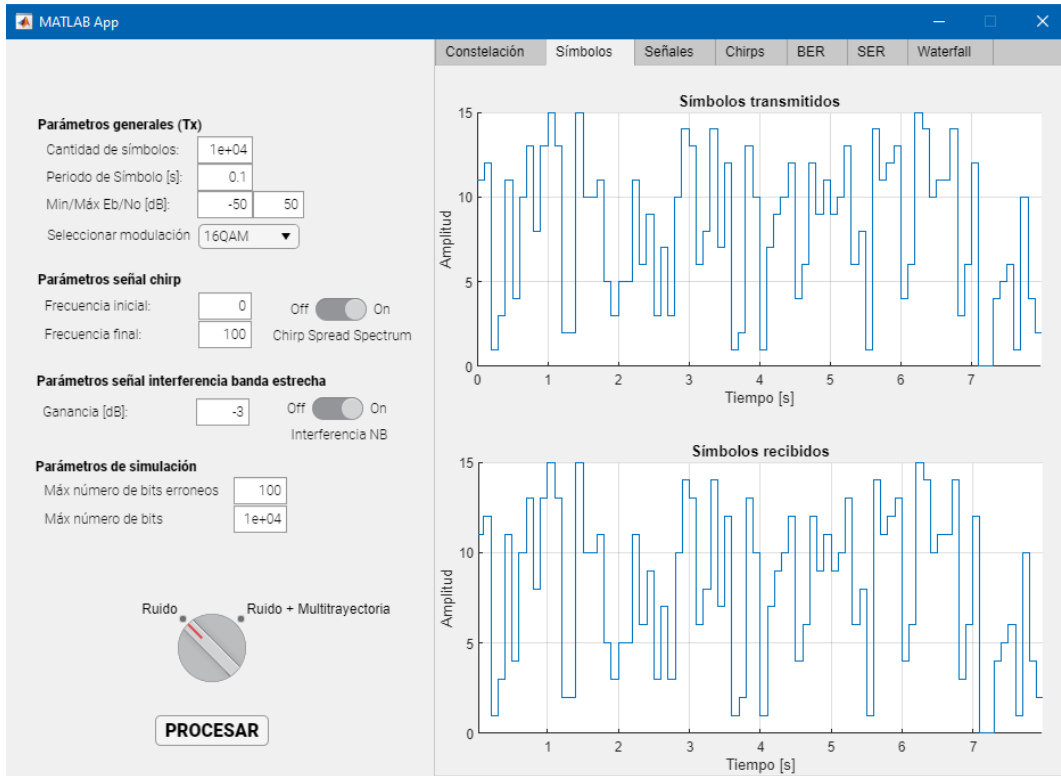 MATLAB App
Parámetros generales (Tx)
Cantidad de símbolos: 1e+04
Periodo de Símbolo [s]: 0.1
Min/Máx Eb/No [dB]: -50 50
Seleccionar modulación 16QAM
Parámetros señal chirp
Frecuencia inicial: 0 Off On
Frecuencia final: 100 Chirp Spread Spectrum
Parámetros señal interferencia banda estrecha
Ganancia [dB]: -3 Off On
Interferencia NB
Parámetros de simulación
Máx número de bits erroneos 100
Máx número de bits 1e+04
Ruido Ruido + Multitrayectoria
PROCESAR
Constelación Símbolos Señales Chirps BER SER Waterfall
Símbolos transmitidos
15
10
5
0
Amplitud
0 1 2 3 4 5 6 7
Tiempo [s]
Símbolos recibidos
15
10
5
0
Amplitud
1 2 3 4 5 6 7
Tiempo [s]